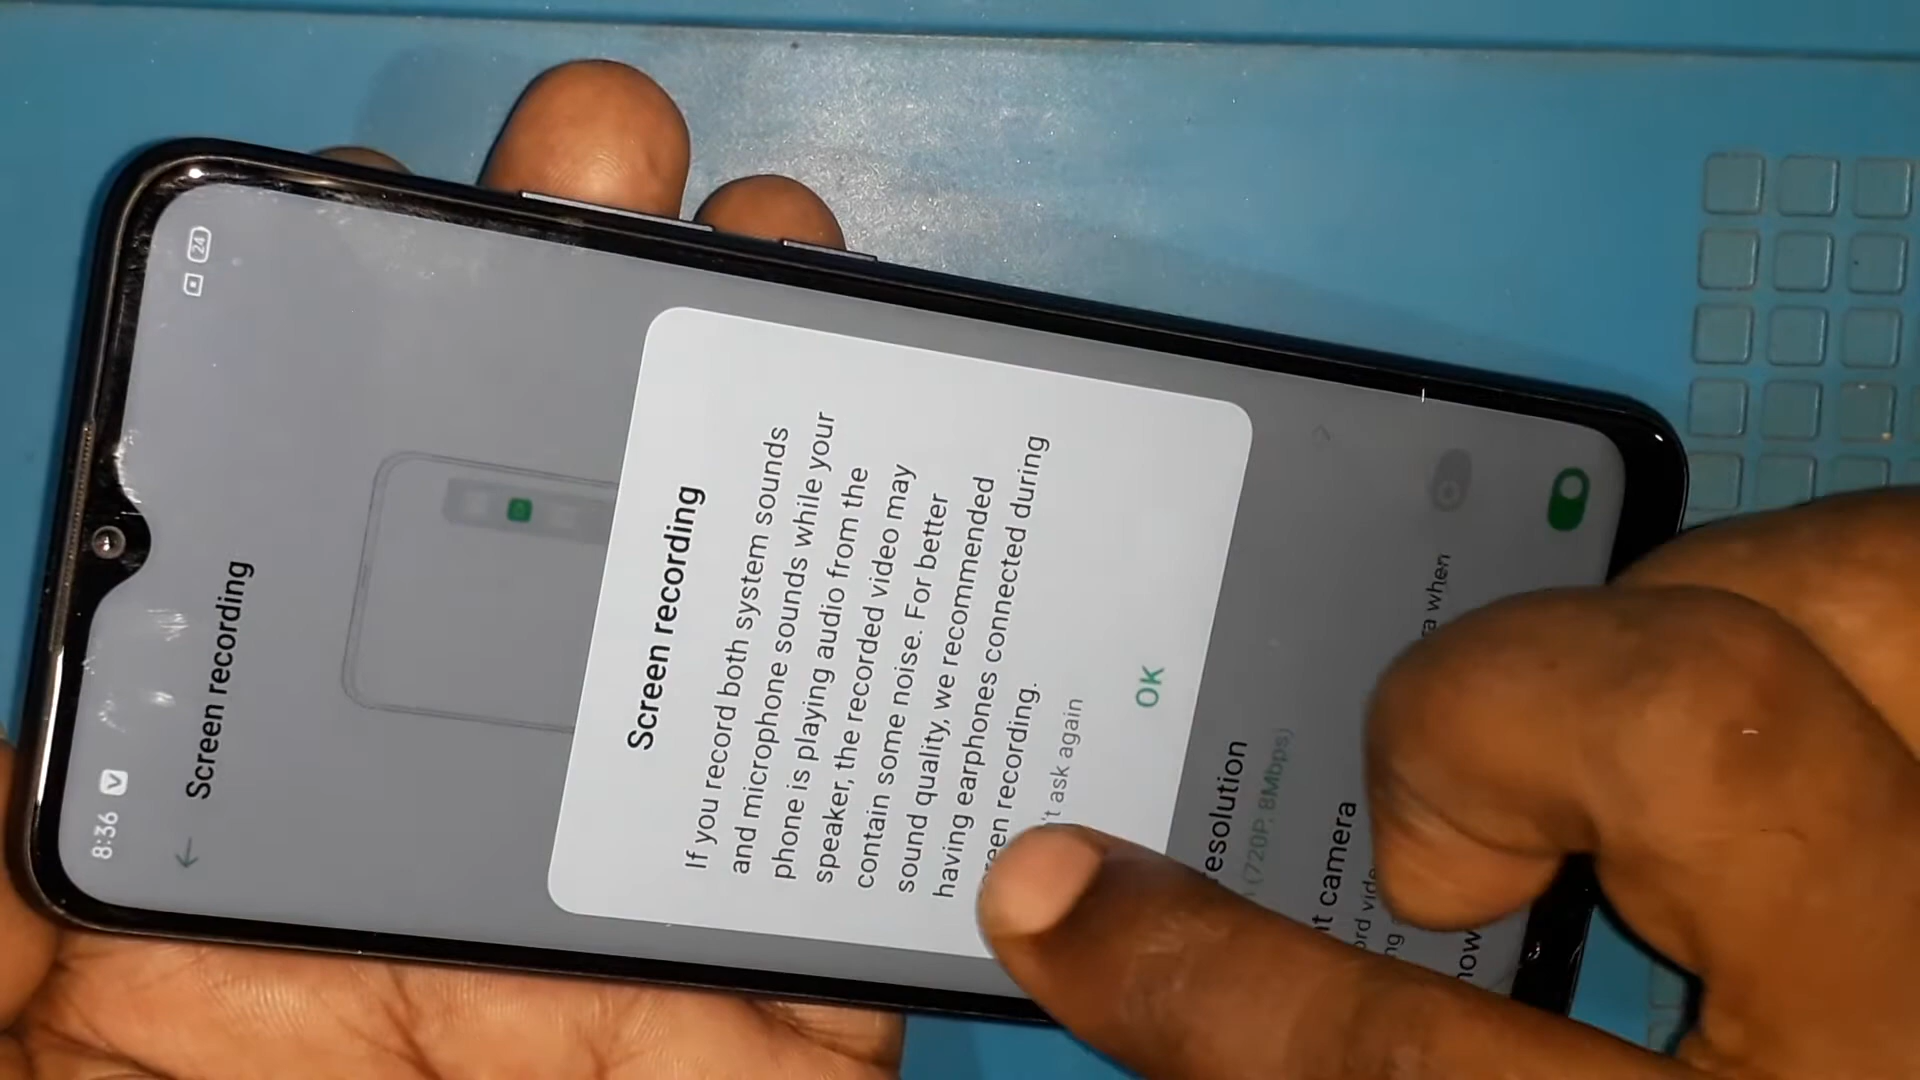 8:36
24
Screen recording
Screen recording
If you record both system sounds
and microphone sounds while your
phone is playing audio from the
speaker, the recorded video may
contain some noise. For better
sound quality, we recommended
having earphones connected during
recording.
ask again
OK
(720P, 8Mbps)
camera
when